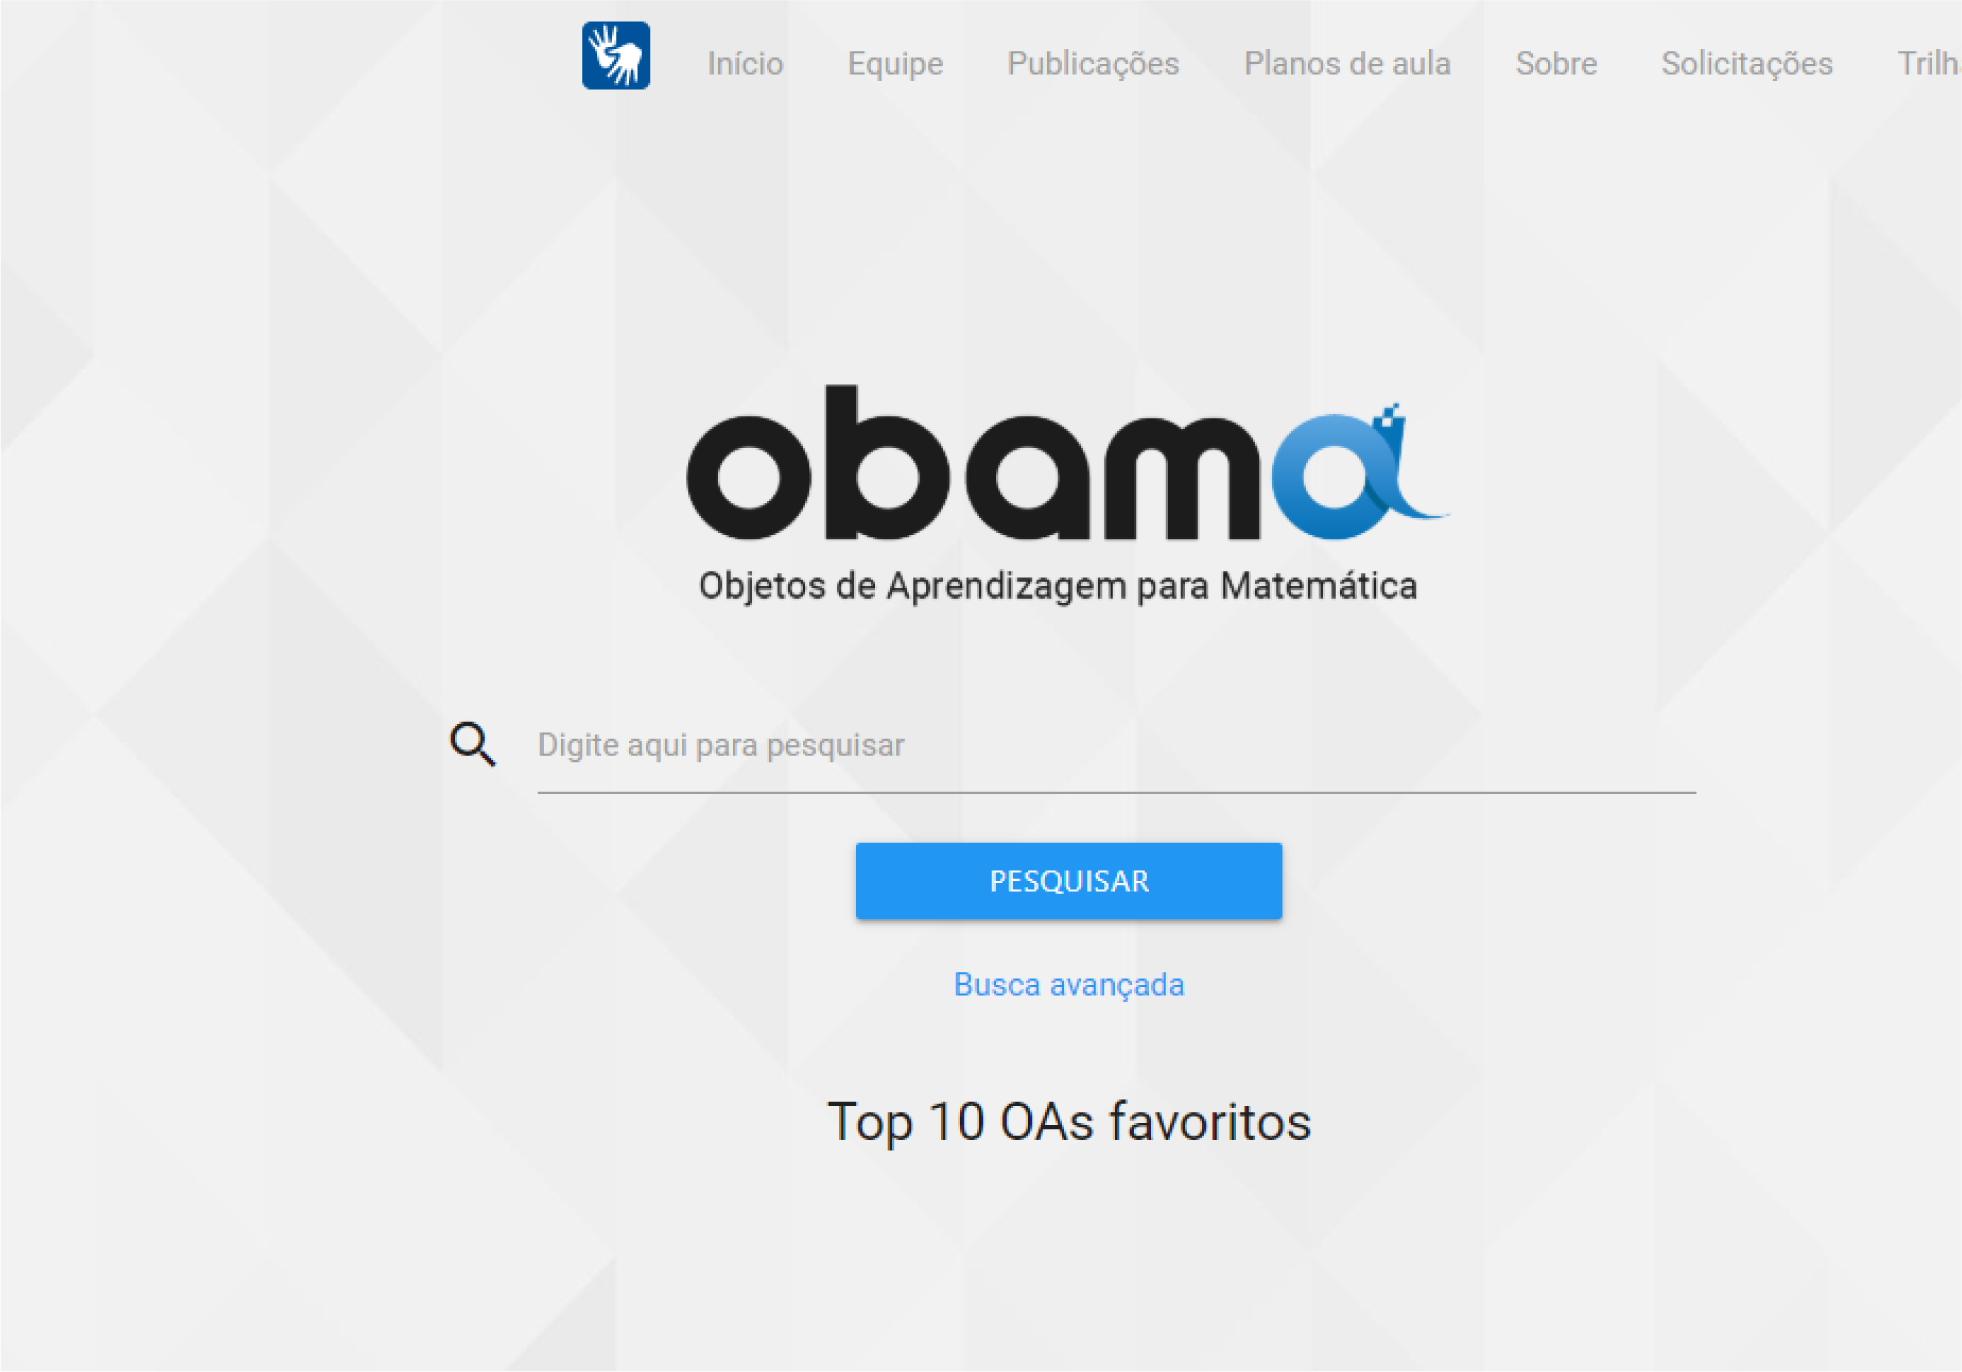 Início Equipe Publicações Planos de aula Sobre Solicitações Trilh
obama
Objetos de Aprendizagem para Matemática
Digite aqui para pesquisar
PESQUISAR
Busca avançada
Top 10 OAs favoritos